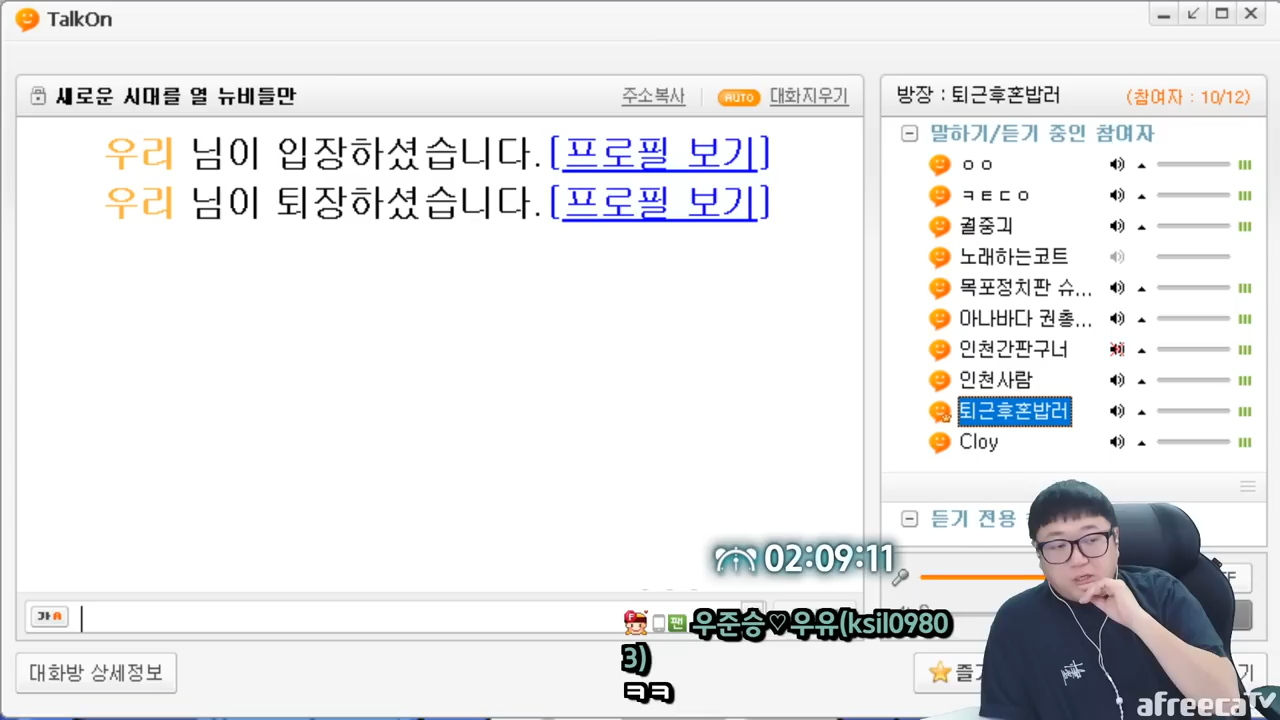 TalkOn
새로운 시대를 열 뉴비들만
주소복사
AUTO
대화지우기
우리 님이 입장하셨습니다.[프로필 보기]
우리 님이 퇴장하셨습니다.[프로필 보기]
방장 : 퇴근후혼밥러
(참여자 : 10/12)
말하기/듣기 중인 참여자
ㅇㅇ
ㅋㅌㄷㅇ
궐중긔
노래하는코트
목포정치판 슈...
아나바다 권총...
인천간판구너
인천사람
퇴근후혼밥러
Cloy
듣기 전용
02:09:11
가
팬 우준승♡우유(ksil0980
3)
ㅋㅋ
대화방 상세정보
afreecaTV